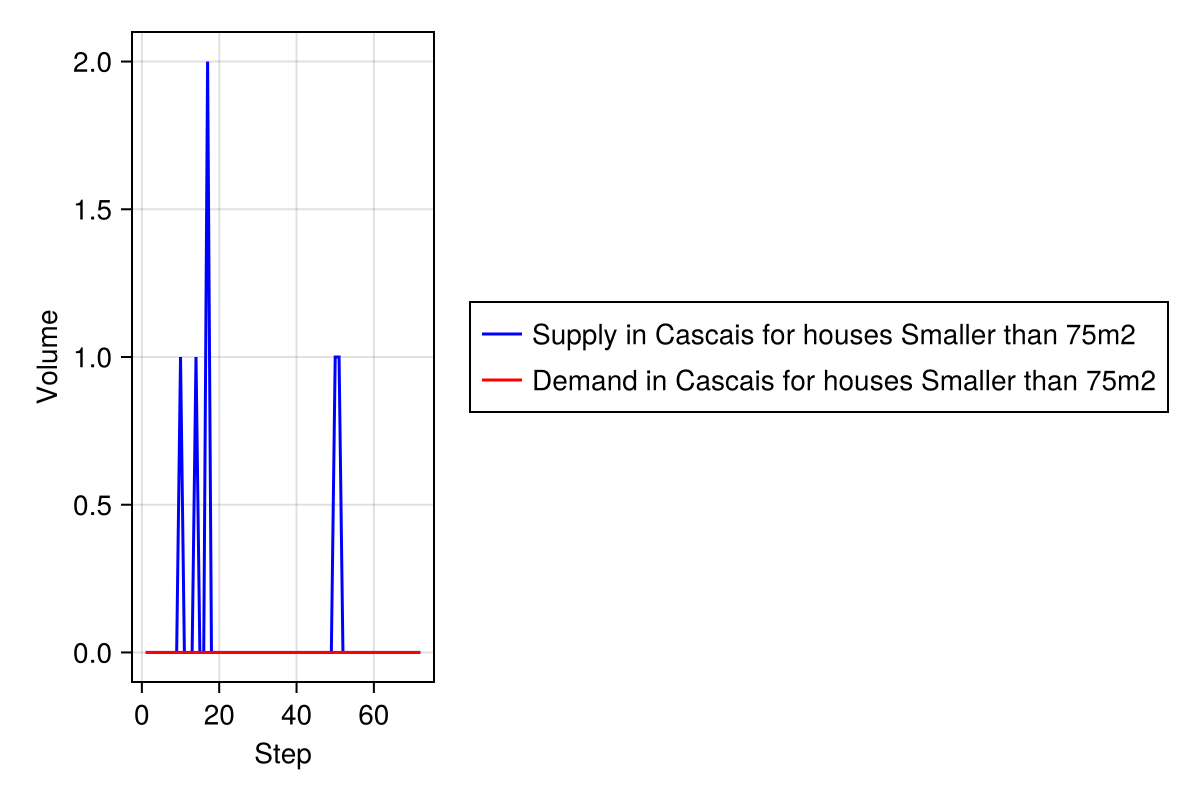 2.0
1.5
1.0
0.5
0.0
Volume
0 20 40 60
Step
Supply in Cascais for houses Smaller than 75m2
Demand in Cascais for houses Smaller than 75m2